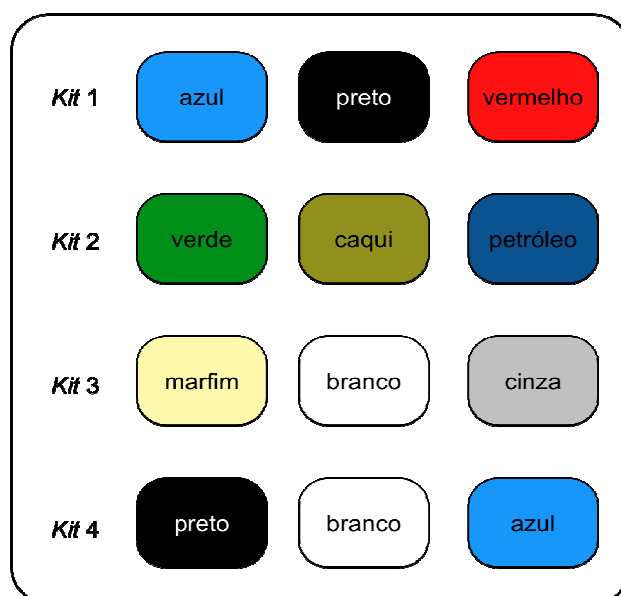 Kit 1 azul preto vermelho
Kit 2 verde caqui petróleo
Kit 3 marfim branco cinza
Kit 4 preto branco azul